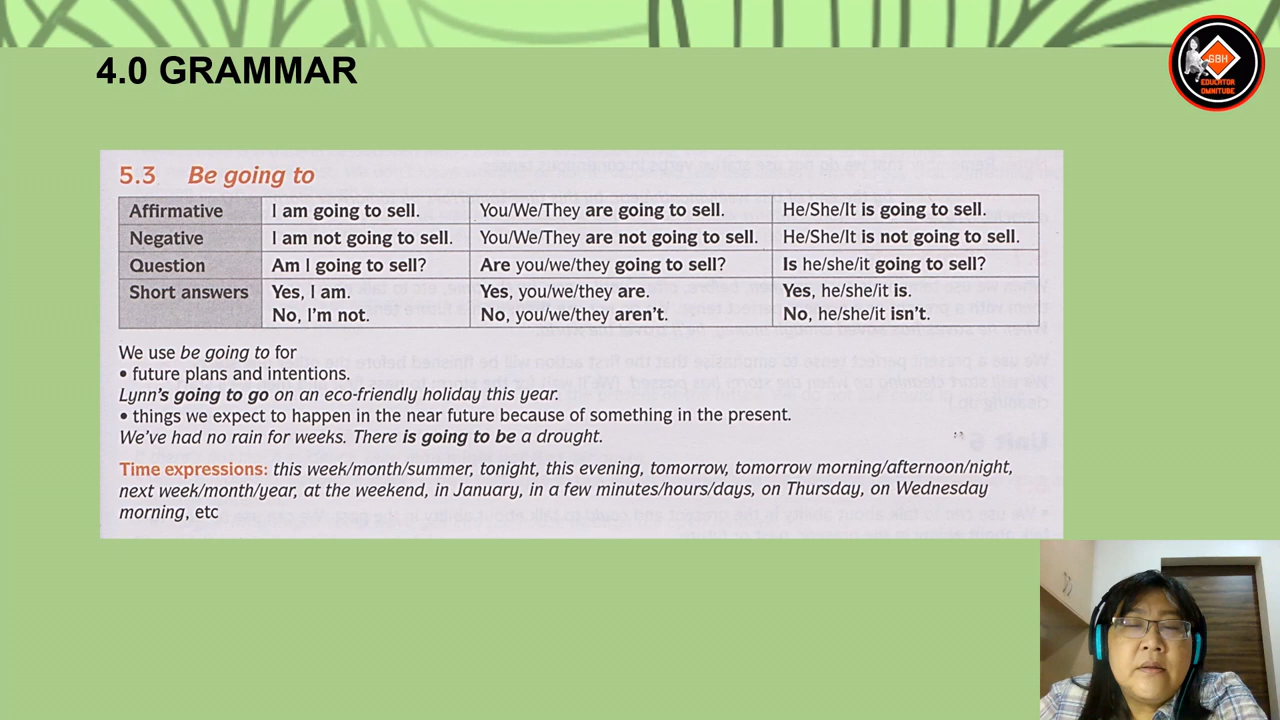 4.0 GRAMMAR
GBH
EDUCATOR
OMNITUBE
5.3 Be going to
Affirmative I am going to sell. You/We/They are going to sell. He/She/It is going to sell.
Negative I am not going to sell. You/We/They are not going to sell. He/She/It is not going to sell.
Question Am I going to sell? Are you/we/they going to sell? Is he/she/it going to sell?
Short answers Yes, I am. Yes, you/we/they are. Yes, he/she/it is.
No, I'm not. No, you/we/they aren't. No, he/she/it isn't.
We use be going to for
• future plans and intentions.
Lynn's going to go on an eco-friendly holiday this year.
• things we expect to happen in the near future because of something in the present.
We've had no rain for weeks. There is going to be a drought.
Time expressions: this week/month/summer, tonight, this evening, tomorrow, tomorrow morning/afternoon/night,
next week/month/year, at the weekend, in January, in a few minutes/hours/days, on Thursday, on Wednesday
morning, etc